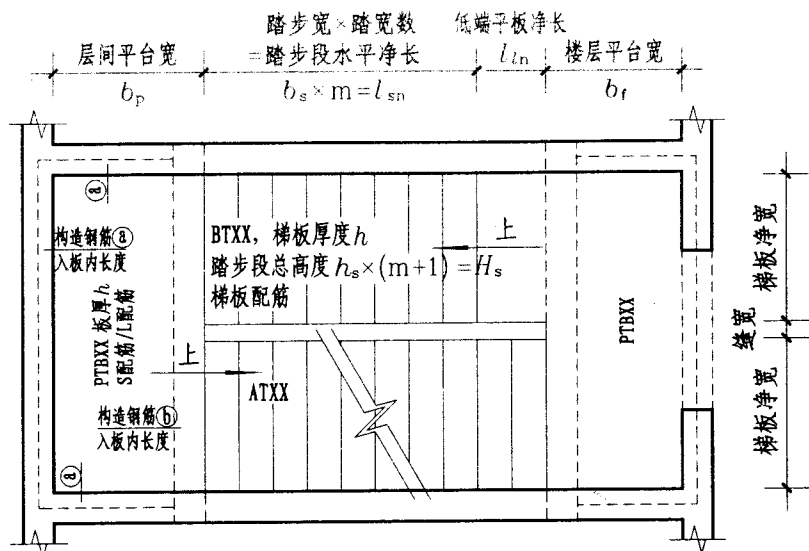 踏步宽×踏宽数
低端平板净长
层间平台宽
=踏步段水平净长
lln
楼层平台宽
bp
bs×m=lsn
bf
ⓐ
构造钢筋ⓐ
入板内长度
BTXX, 梯板厚度h
踏步段总高度hs×(m+1)=Hs
梯板配筋
上
PTBXX 板厚h
S配筋/L配筋
上
ATXX
构造钢筋ⓑ
入板内长度
ⓐ
PTBXX
梯板净宽
缝宽
梯板净宽